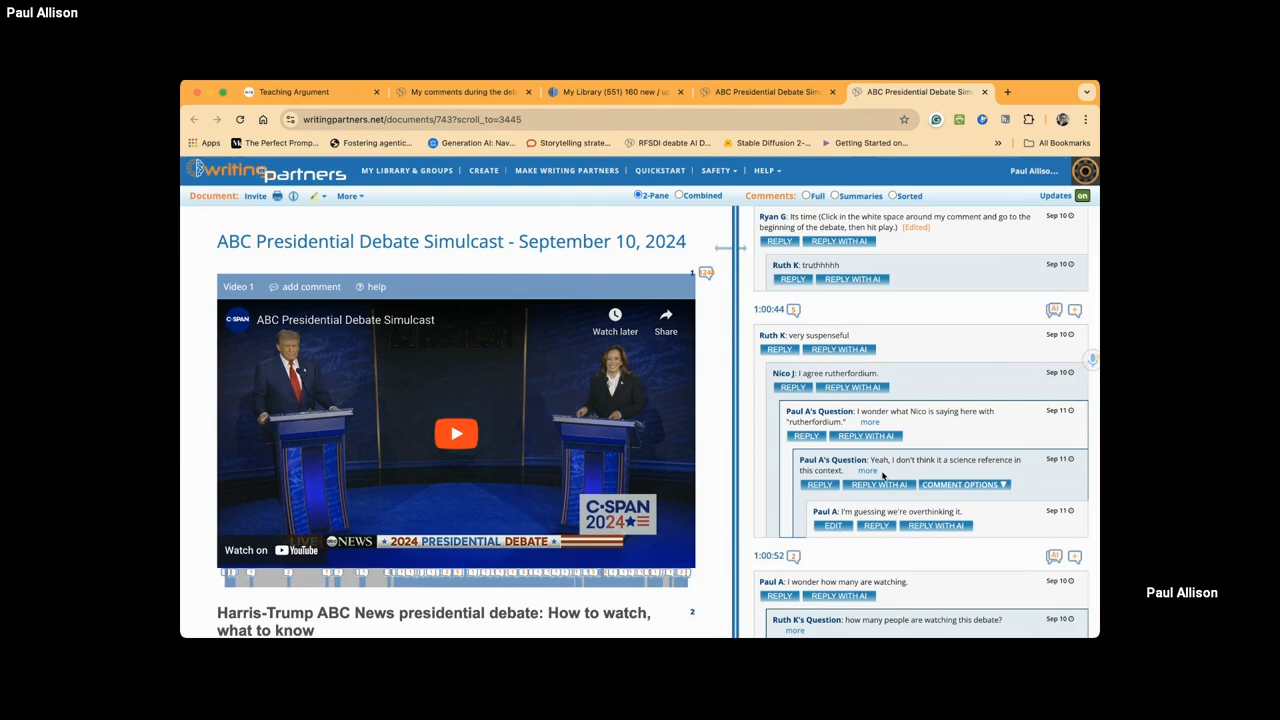 Paul Allison
Teaching Argument
My comments during the deb
My Library (551) 160 new / u
ABC Presidential Debate Sim
ABC Presidential Debate Sim
writingpartners.net/documents/743?scroll_to=3445
Apps
The Perfect Promp...
Fostering agentic...
Generation AI: Nav...
Storytelling strate...
RFSDI deabte AI D...
Stable Diffusion 2-...
Getting Started on...
»
All Bookmarks
writing partners
MY LIBRARY & GROUPS | CREATE | MAKE WRITING PARTNERS | QUICKSTART | SAFETY | HELP
Paul Alliso...
Document: Invite More
2-Pane Combined
Comments: Full Summaries Sorted
Updates on
ABC Presidential Debate Simulcast - September 10, 2024
1
Video 1 add comment help
C-SPAN
ABC Presidential Debate Simulcast
Watch later
Share
C-SPAN
2024
abc NEWS 2024 PRESIDENTIAL DEBATE
Watch on YouTube
Harris-Trump ABC News presidential debate: How to watch,
what to know
2
Ryan G: Its time (Click in the white space around my comment and go to the
beginning of the debate, then hit play.) [Edited]
Sep 10
REPLY REPLY WITH AI
Ruth K: truthhhhh
Sep 10
REPLY REPLY WITH AI
1:00:44 5
AI +
Ruth K: very suspenseful
Sep 10
REPLY REPLY WITH AI
Nico J: I agree rutherfordium.
Sep 10
REPLY REPLY WITH AI
Paul A's Question: I wonder what Nico is saying here with
"rutherfordium." more
Sep 11
REPLY REPLY WITH AI
Paul A's Question: Yeah, I don't think it a science reference in
this context. more
Sep 11
REPLY REPLY WITH AI COMMENT OPTIONS
Paul A: I'm guessing we're overthinking it.
Sep 11
EDIT REPLY REPLY WITH AI
1:00:52 2
AI +
Paul A: I wonder how many are watching.
Sep 10
REPLY REPLY WITH AI
Ruth K's Question: how many people are watching this debate?
more
Sep 10
Paul Allison